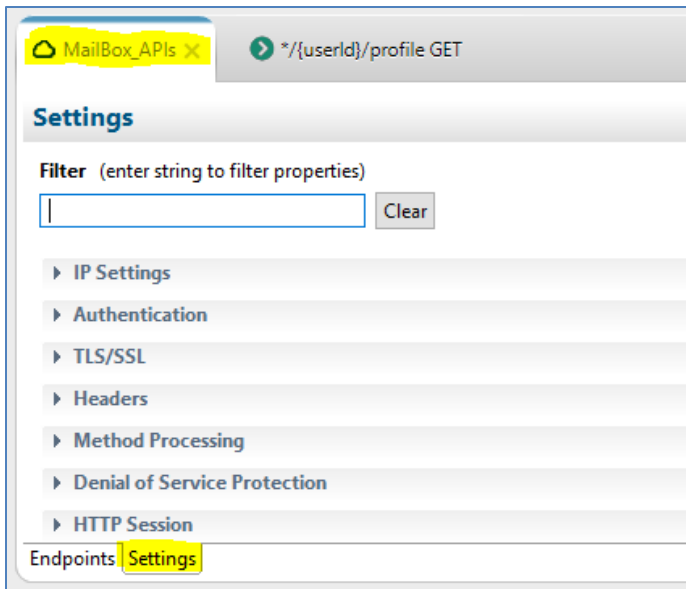 MailBox_APIs
*/{userId}/profile GET
Settings
Filter (enter string to filter properties)
Clear
IP Settings
Authentication
TLS/SSL
Headers
Method Processing
Denial of Service Protection
HTTP Session
Endpoints Settings